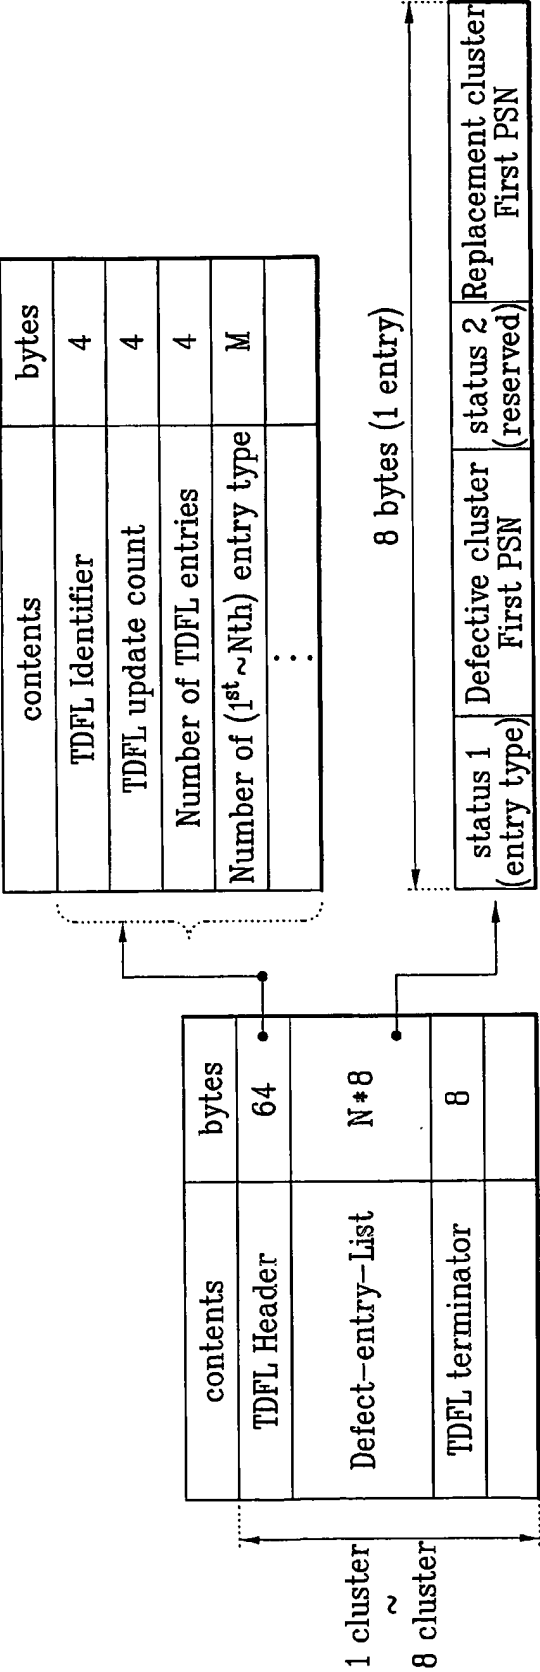 contents bytes
TDFL Header 64
Defect-entry-List N*8
TDFL terminator 8
1 cluster
~
8 cluster
contents bytes
TDFL Identifier 4
TDFL update count 4
Number of TDFL entries 4
Number of (1st~Nth) entry type M
⋮
8 bytes (1 entry)
status 1
(entry type)
Defective cluster
First PSN
status 2
(reserved)
Replacement cluster
First PSN